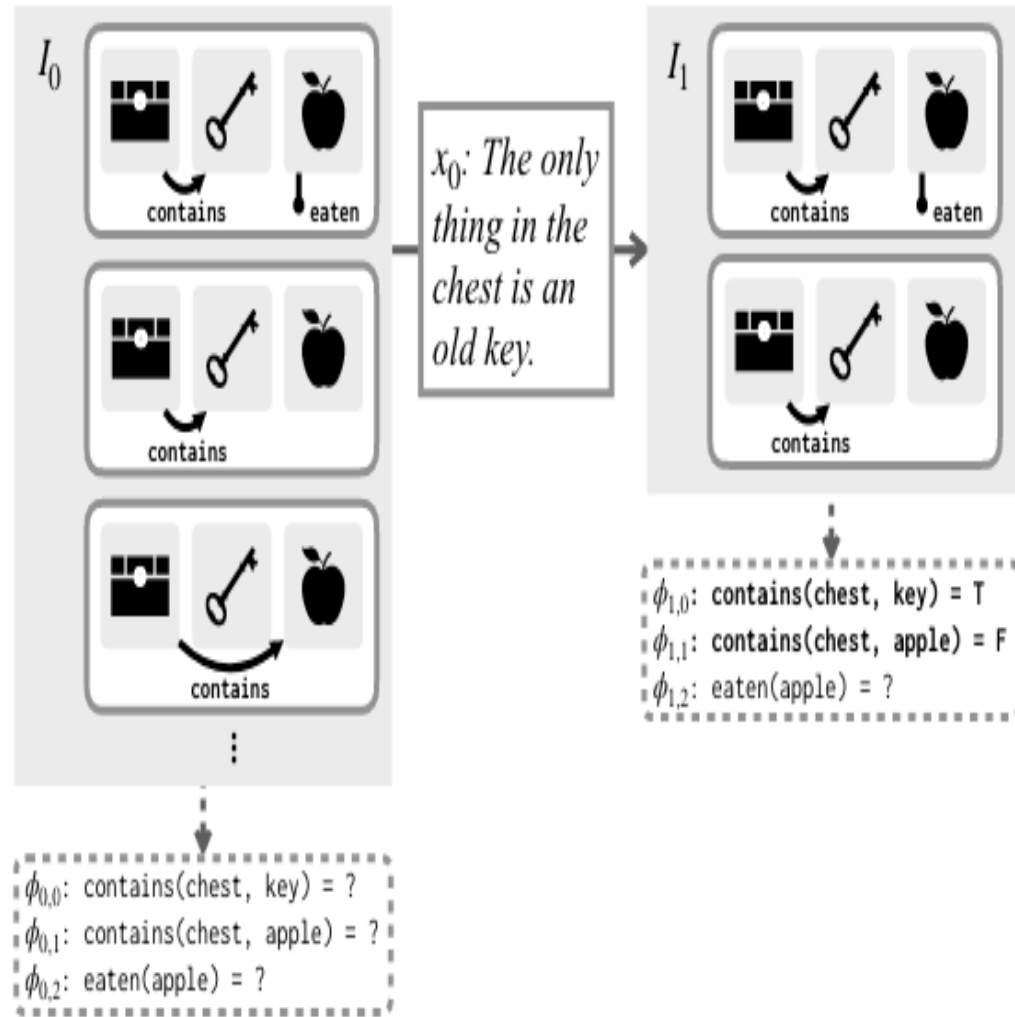 I₀
contains
eaten
contains
contains
⋮
ϕ₀,₀: contains(chest, key) = ?
ϕ₀,₁: contains(chest, apple) = ?
ϕ₀,₂: eaten(apple) = ?
x₀: The only
thing in the
chest is an
old key.
I₁
contains
eaten
contains
ϕ₁,₀: contains(chest, key) = T
ϕ₁,₁: contains(chest, apple) = F
ϕ₁,₂: eaten(apple) = ?